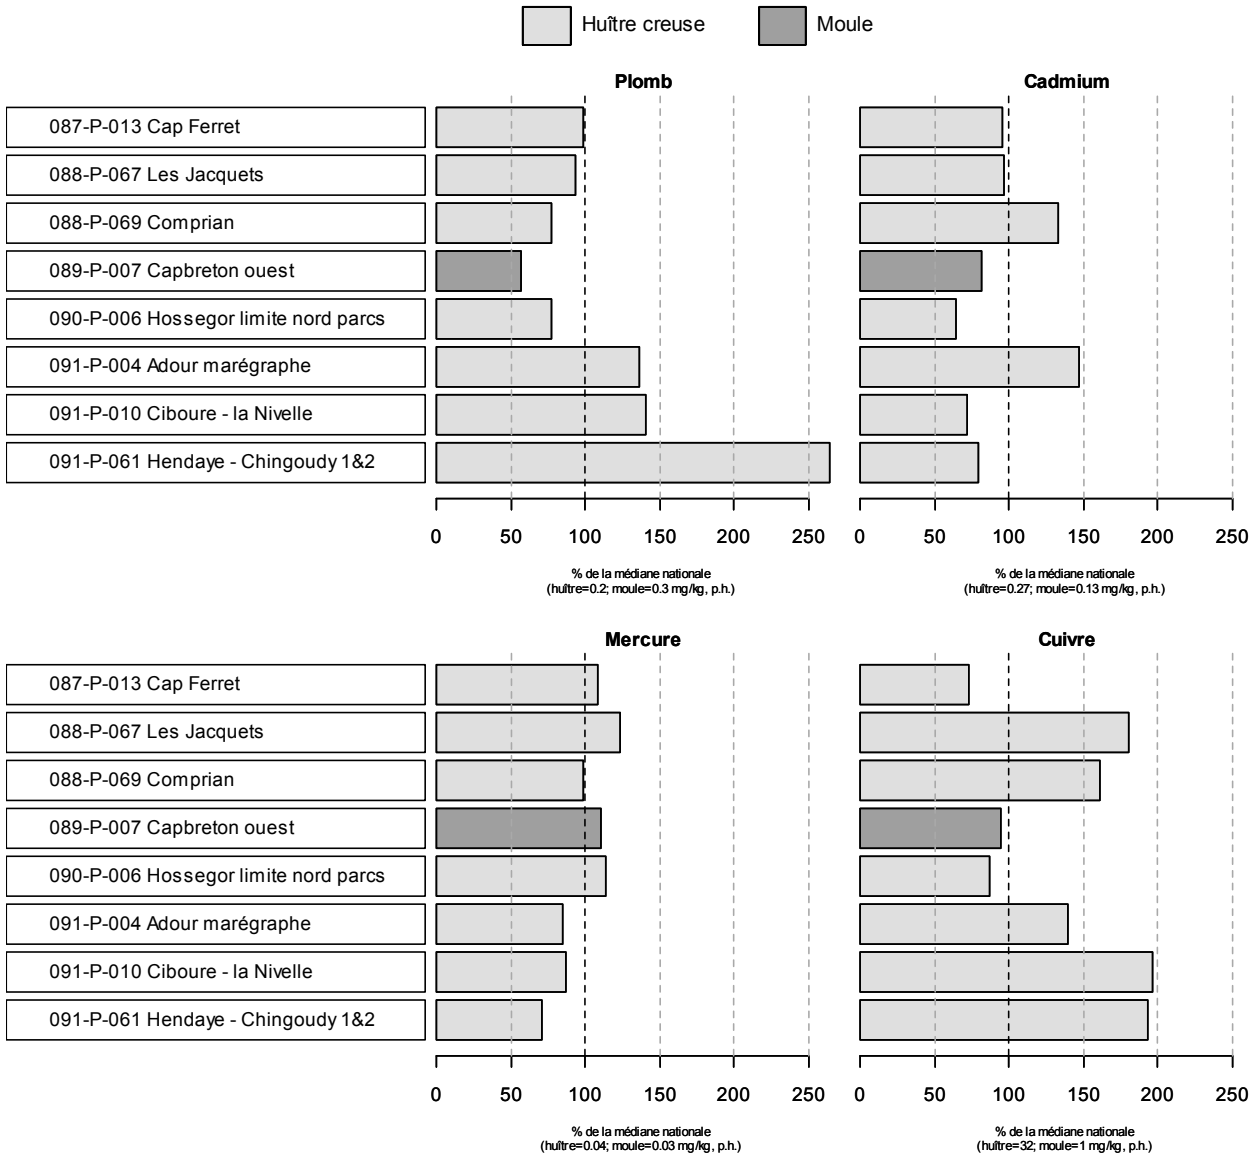 Huître creuse Moule
Plomb Cadmium
087-P-013 Cap Ferret
088-P-067 Les Jacquets
088-P-069 Comprian
089-P-007 Capbreton ouest
090-P-006 Hossegor limite nord parcs
091-P-004 Adour marégraphe
091-P-010 Ciboure - la Nivelle
091-P-061 Hendaye - Chingoudy 1&2
0 50 100 150 200 250 0 50 100 150 200 250
% de la médiane nationale % de la médiane nationale
(huître=0.2; moule=0.3 mg/kg, p.h.) (huître=0.27; moule=0.13 mg/kg, p.h.)
Mercure Cuivre
087-P-013 Cap Ferret
088-P-067 Les Jacquets
088-P-069 Comprian
089-P-007 Capbreton ouest
090-P-006 Hossegor limite nord parcs
091-P-004 Adour marégraphe
091-P-010 Ciboure - la Nivelle
091-P-061 Hendaye - Chingoudy 1&2
0 50 100 150 200 250 0 50 100 150 200 250
% de la médiane nationale % de la médiane nationale
(huître=0.04; moule=0.03 mg/kg, p.h.) (huître=32; moule=1 mg/kg, p.h.)